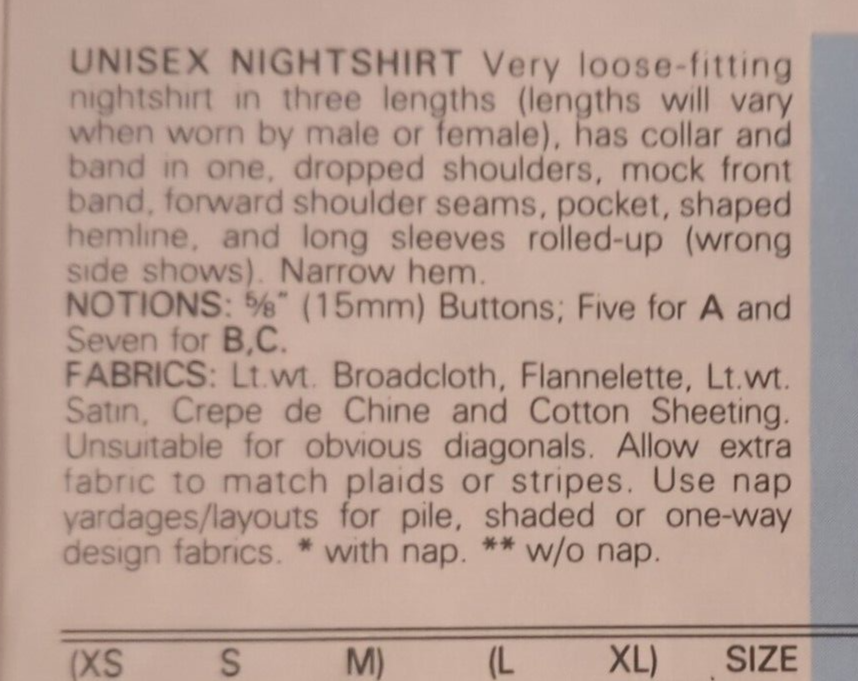 UNISEX NIGHTSHIRT Very loose-fitting
nightshirt in three lengths (lengths will vary
when worn by male or female), has collar and
band in one, dropped shoulders, mock front
band, forward shoulder seams, pocket, shaped
hemline, and long sleeves rolled-up (wrong
side shows). Narrow hem.
NOTIONS: ⅝" (15mm) Buttons; Five for A and
Seven for B,C.
FABRICS: Lt.wt. Broadcloth, Flannelette, Lt.wt.
Satin, Crepe de Chine and Cotton Sheeting.
Unsuitable for obvious diagonals. Allow extra
fabric to match plaids or stripes. Use nap
yardages/layouts for pile, shaded or one-way
design fabrics. * with nap. ** w/o nap.
(XS S M) (L XL) SIZE